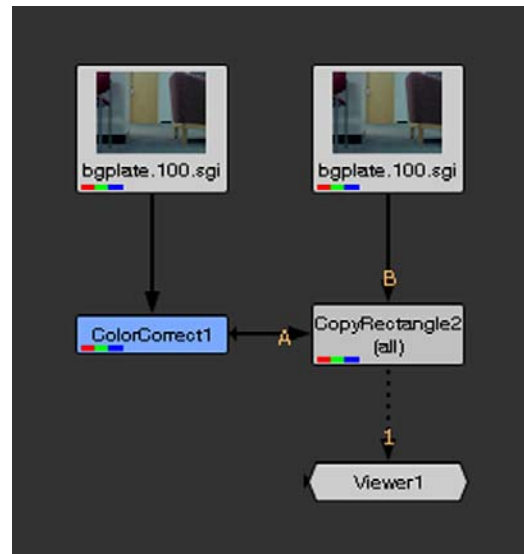 bgplate.100.sgi
bgplate.100.sgi
B
ColorCorrect1
A
CopyRectangle2
(all)
1
Viewer1